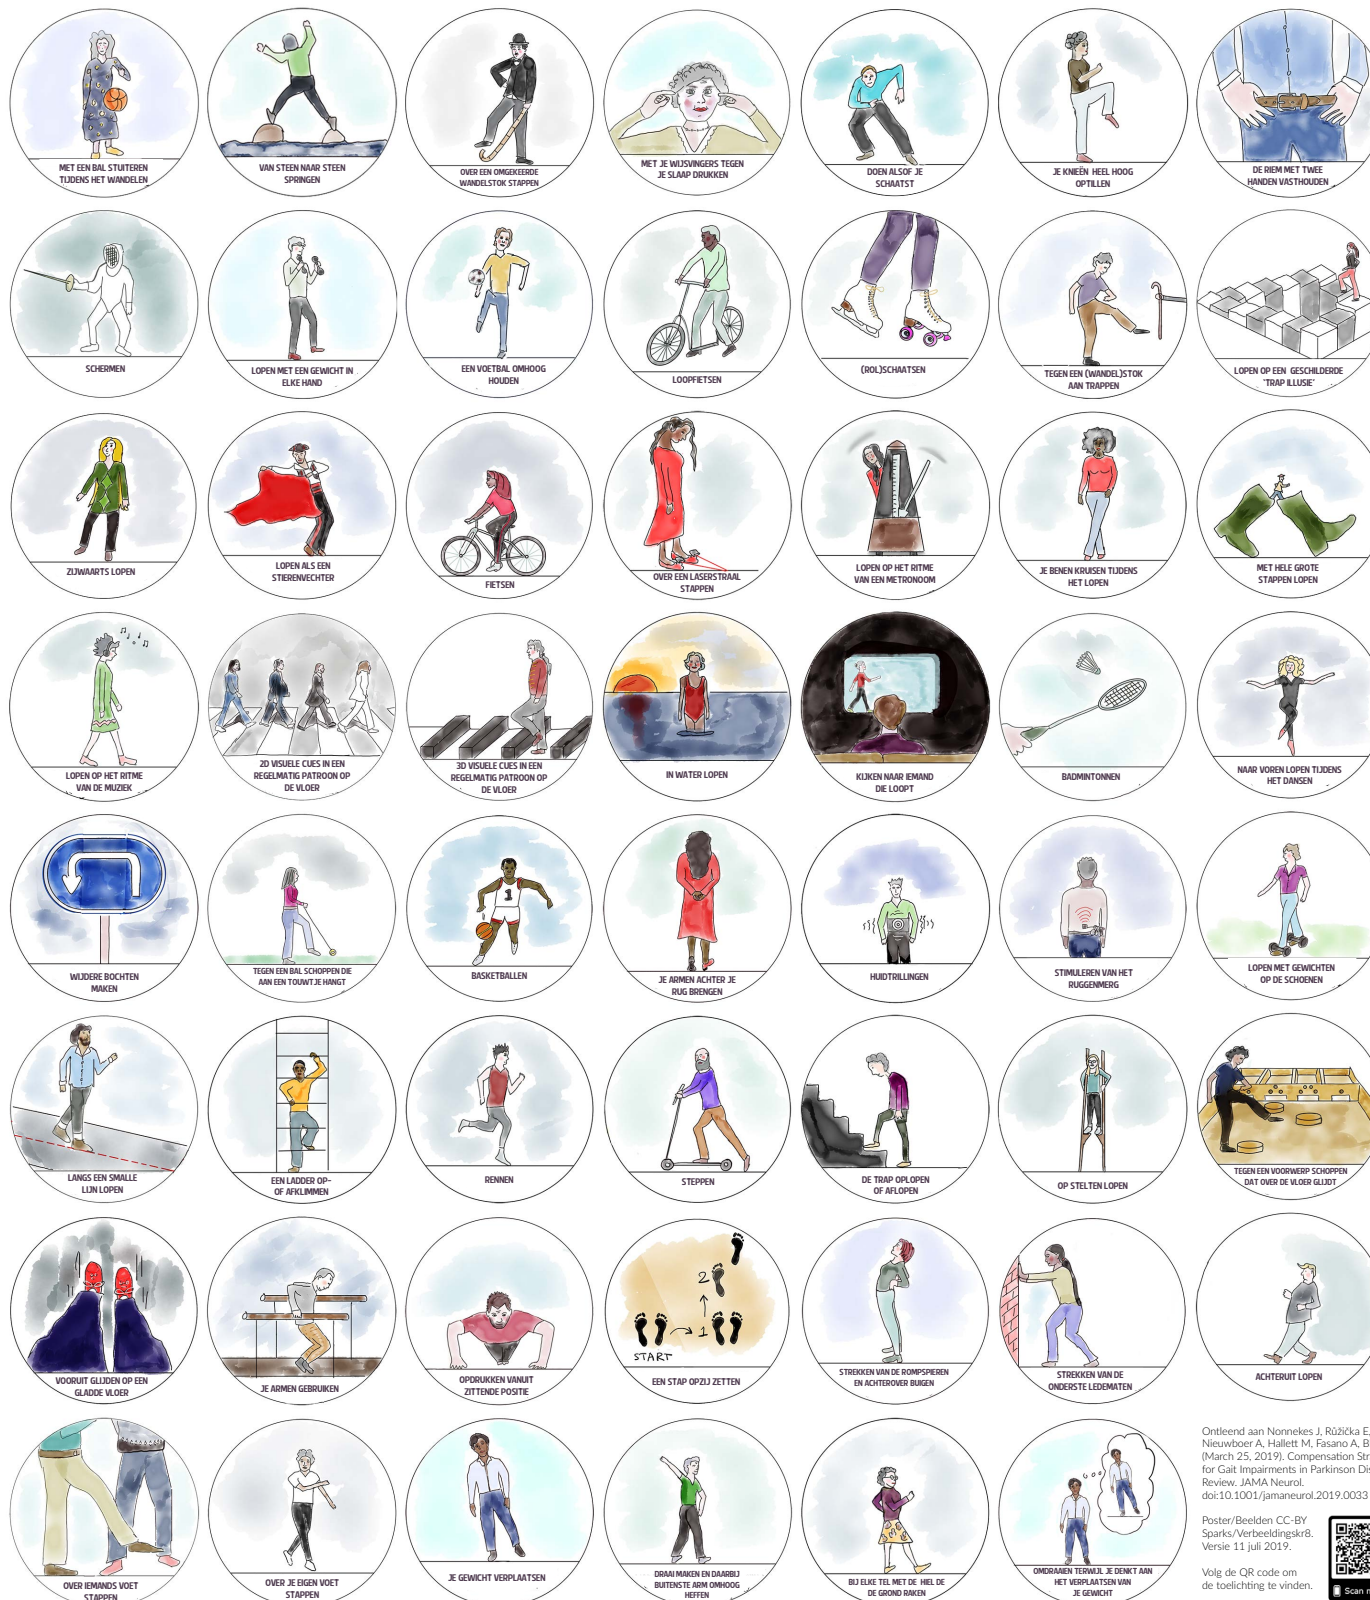 MET EEN BAL STUITEREN
TIJDENS HET WANDELEN
VAN STEEN NAAR STEEN
SPRINGEN
OVER EEN OMGEKEERDE
WANDELSTOK STAPPEN
MET JE WIJSVINGERS TEGEN
JE SLAAP DRUKKEN
DOEN ALSOF JE
SCHAATST
JE KNIEËN HEEL HOOG
OPTILLEN
DE RIEM MET TWEE
HANDEN VASTHOUDEN
SCHERMEN
LOPEN MET EEN GEWICHT IN
ELKE HAND
EEN VOETBAL OMHOOG
HOUDEN
LOOPFIETSEN
(ROL)SCHAATSEN
TEGEN EEN (WANDEL)STOK
AAN TRAPPEN
LOPEN OP EEN GESCHILDERDE
'TRAP ILLUSIE'
ZIJWAARTS LOPEN
LOPEN ALS EEN
STIERENVECHTER
FIETSEN
OVER EEN LASERSTRAAL
STAPPEN
LOPEN OP HET RITME
VAN EEN METRONOOM
JE BENEN KRUISEN TIJDENS
HET LOPEN
MET HELE GROTE
STAPPEN LOPEN
LOPEN OP HET RITME
VAN DE MUZIEK
2D VISUELE CUES IN EEN
REGELMATIG PATROON OP
DE VLOER
3D VISUELE CUES IN EEN
REGELMATIG PATROON OP
DE VLOER
IN WATER LOPEN
KIJKEN NAAR IEMAND
DIE LOOPT
BADMINTONNEN
NAAR VOREN LOPEN TIJDENS
HET DANSEN
WIJDERE BOCHTEN
MAKEN
TEGEN EEN BAL SCHOPPEN DIE
AAN EEN TOUWTJE HANGT
1
BASKETBALLEN
JE ARMEN ACHTER JE
RUG BRENGEN
HUIDTRILLINGEN
STIMULEREN VAN HET
RUGGENMERG
LOPEN MET GEWICHTEN
OP DE SCHOENEN
LANGS EEN SMALLE
LIJN LOPEN
EEN LADDER OP-
OF AFKLIMMEN
RENNEN
STEPPEN
DE TRAP OPLOPEN
OF AFLOPEN
OP STELTEN LOPEN
TEGEN EEN VOORWERP SCHOPPEN
DAT OVER DE VLOER GLIJDT
VOORUIT GLIJDEN OP EEN
GLADDE VLOER
JE ARMEN GEBRUIKEN
OPDRUKKEN VANUIT
ZITTENDE POSITIE
2
1
START
EEN STAP OPZIJ ZETTEN
STREKKEN VAN DE ROMPSPIEREN
EN ACHTEROVER BUIGEN
STREKKEN VAN DE
ONDERSTE LEDEMATEN
ACHTERUIT LOPEN
OVER IEMANDS VOET
STAPPEN
OVER JE EIGEN VOET
STAPPEN
JE GEWICHT VERPLAATSEN
DRAAI MAKEN EN DAARBIJ
BUITENSTE ARM OMHOOG
HEFFEN
BIJ ELKE TEL MET DE HIEL DE
DE GROND RAKEN
OMDRAAIEN TERWIJL JE DENKT AAN
HET VERPLAATSEN VAN
JE GEWICHT
Ontleend aan Nonnekes J, Růžička E,
Nieuwboer A, Hallett M, Fasano A, B
(March 25, 2019). Compensation Str
for Gait Impairments in Parkinson Dis
Review. JAMA Neurol.
doi:10.1001/jamaneurol.2019.0033
Poster/Beelden CC-BY
Sparks/Verbeeldingskr8.
Versie 11 juli 2019.
Volg de QR code om
de toelichting te vinden.
Scan